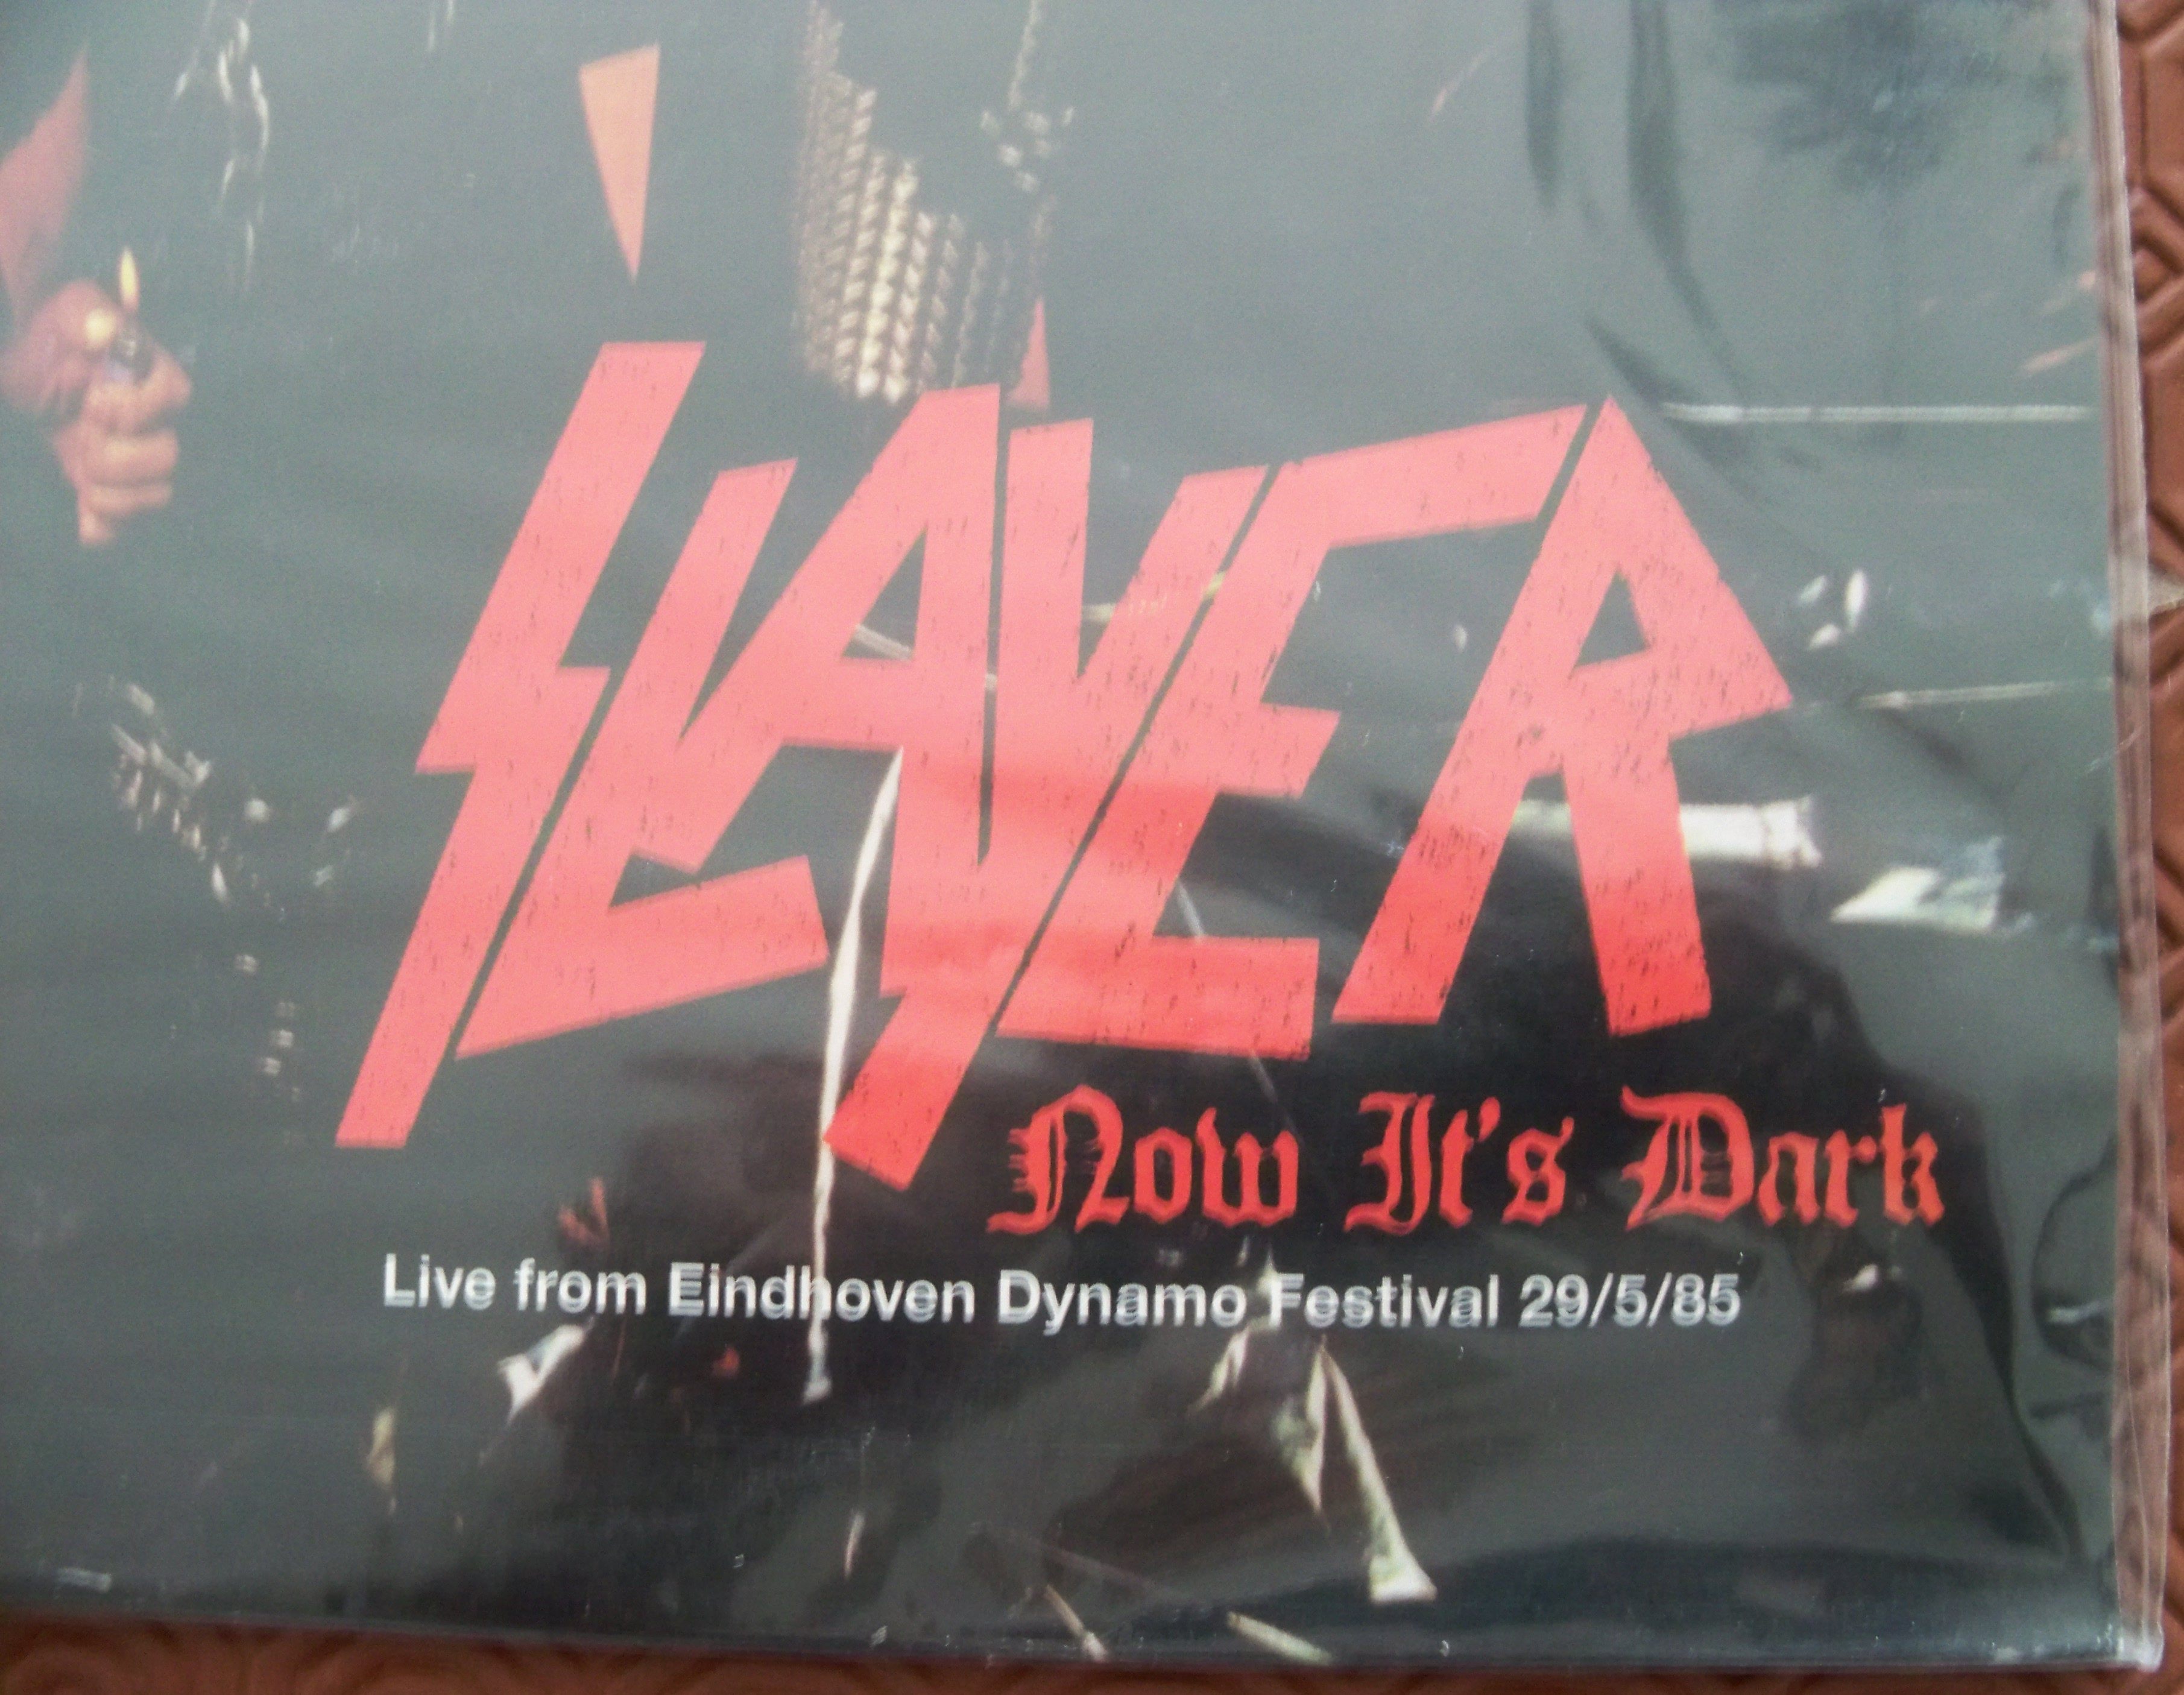 SLAYER
Now It's Dark
Live from Eindhoven Dynamo Festival 29/5/85